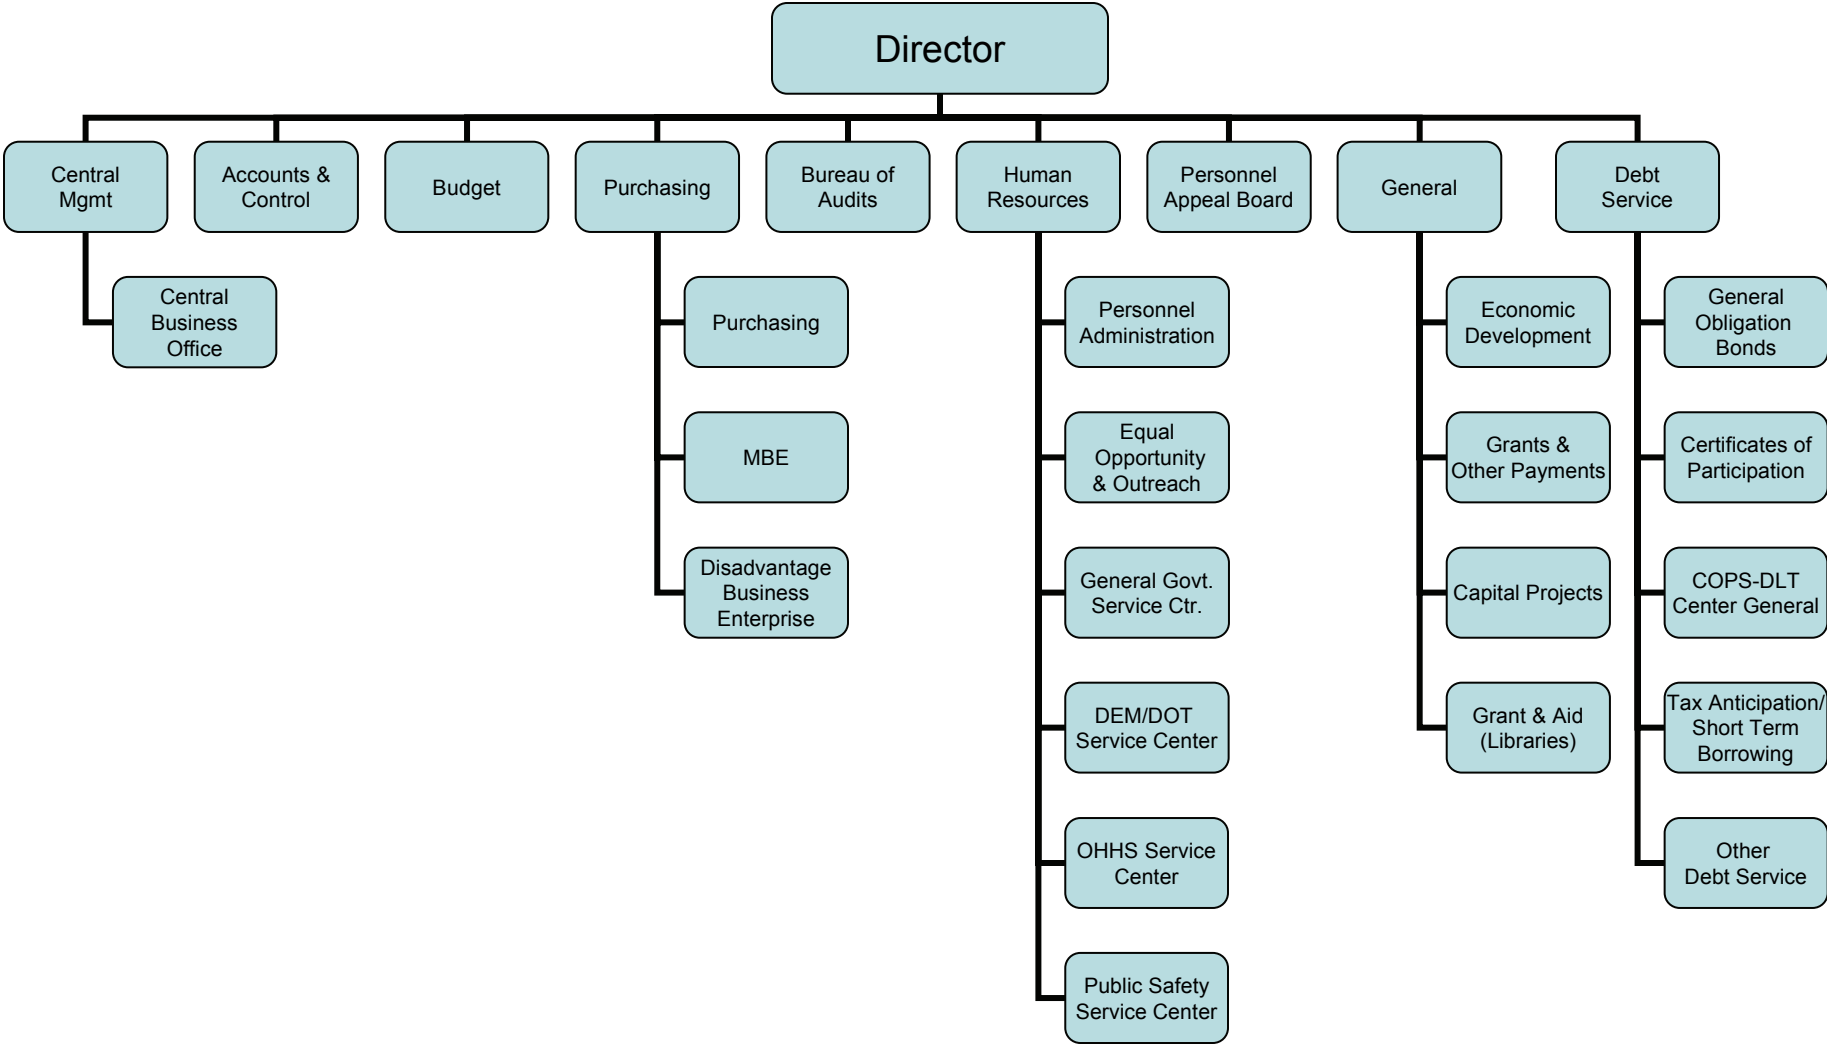 Director
Central
Mgmt
Accounts &
Control
Budget
Purchasing
Bureau of
Audits
Human
Resources
Personnel
Appeal Board
General
Debt
Service
Central
Business
Office
Purchasing
MBE
Disadvantage
Business
Enterprise
Personnel
Administration
Equal
Opportunity
& Outreach
General Govt.
Service Ctr.
DEM/DOT
Service Center
OHHS Service
Center
Public Safety
Service Center
Economic
Development
Grants &
Other Payments
Capital Projects
Grant & Aid
(Libraries)
General
Obligation
Bonds
Certificates of
Participation
COPS-DLT
Center General
Tax Anticipation/
Short Term
Borrowing
Other
Debt Service